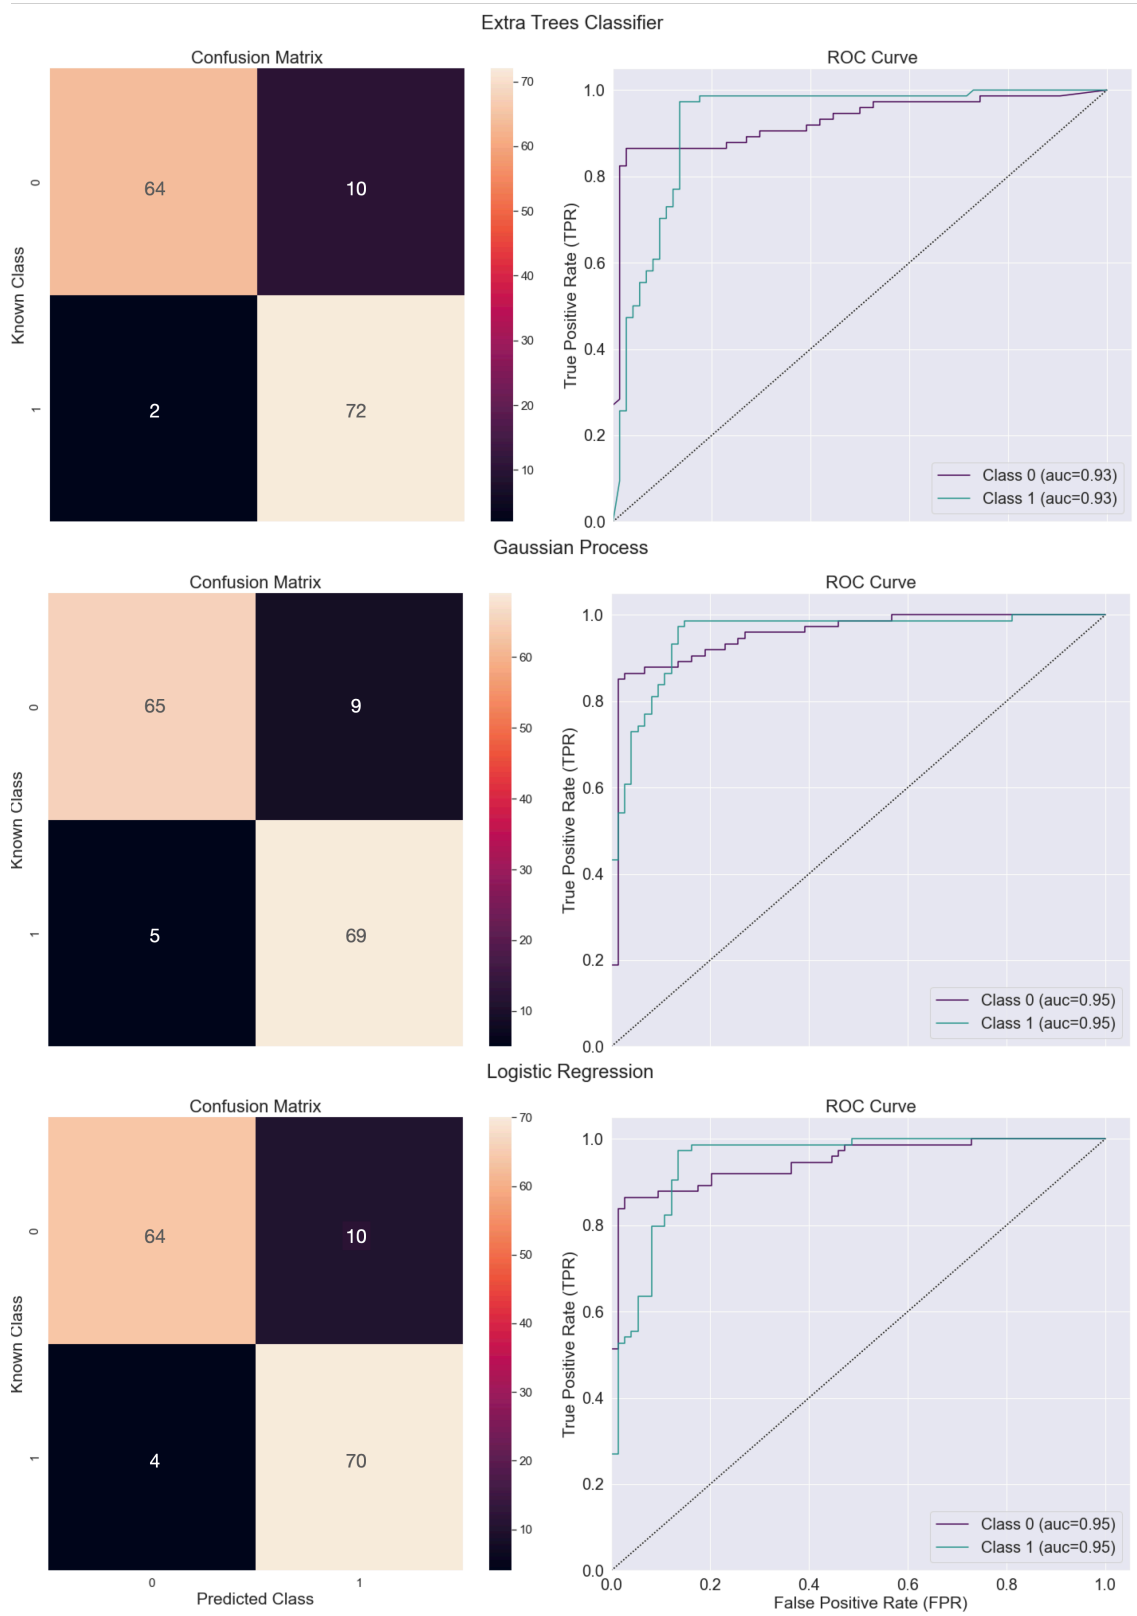 Extra Trees Classifier
Confusion Matrix
Known Class
0
1
64
10
2
72
70
60
50
40
30
20
10
ROC Curve
True Positive Rate (TPR)
1.0
0.8
0.6
0.4
0.2
0.0
Class 0 (auc=0.93)
Class 1 (auc=0.93)
Gaussian Process
Confusion Matrix
Known Class
0
1
65
9
5
69
60
50
40
30
20
10
ROC Curve
True Positive Rate (TPR)
1.0
0.8
0.6
0.4
0.2
0.0
Class 0 (auc=0.95)
Class 1 (auc=0.95)
Logistic Regression
Confusion Matrix
Known Class
0
1
64
10
4
70
0
1
Predicted Class
70
60
50
40
30
20
10
ROC Curve
True Positive Rate (TPR)
1.0
0.8
0.6
0.4
0.2
0.0
Class 0 (auc=0.95)
Class 1 (auc=0.95)
0.0
0.2
0.4
0.6
0.8
1.0
False Positive Rate (FPR)